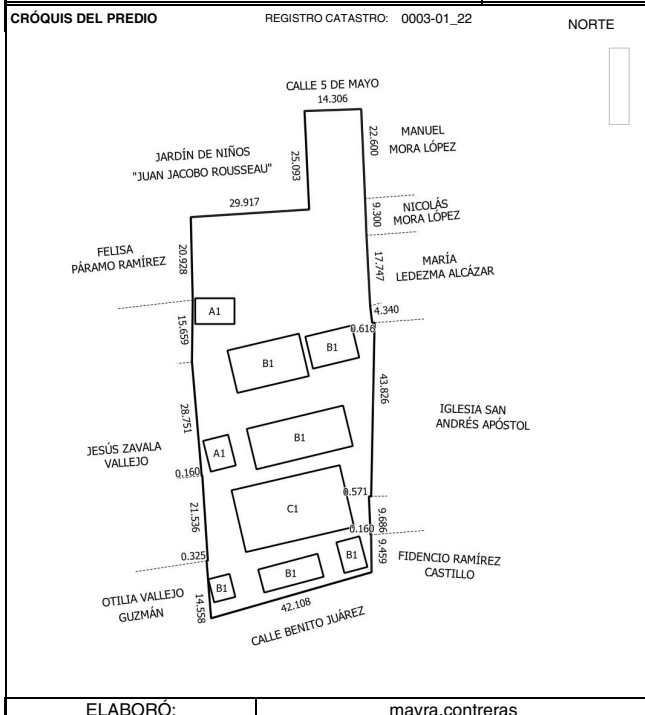 CRÓQUIS DEL PREDIO
REGISTRO CATASTRO: 0003-01_22
NORTE
CALLE 5 DE MAYO
14.306
22.600
MANUEL
MORA LÓPEZ
25.093
JARDÍN DE NIÑOS
"JUAN JACOBO ROUSSEAU"
29.917
9.300
NICOLÁS
MORA LÓPEZ
FELISA
PÁRAMO RAMÍREZ
20.928
17.747
MARÍA
LEDEZMA ALCÁZAR
A1
4.340
15.659
0.616
B1
B1
43.826
28.751
IGLESIA SAN
ANDRÉS APÓSTOL
B1
JESÚS ZAVALA
VALLEJO
A1
0.160
0.571
21.536
C1
9.686
0.160
0.325
B1
9.459
FIDENCIO RAMÍREZ
CASTILLO
B1
B1
OTILIA VALLEJO
GUZMÁN
14.558
42.108
CALLE BENITO JUÁREZ
ELABORÓ:
mayra.contreras